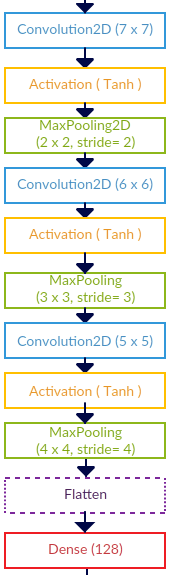 Convolution2D (7 x 7)
Activation ( Tanh )
MaxPooling2D
(2 x 2, stride= 2)
Convolution2D (6 x 6)
Activation ( Tanh )
MaxPooling
(3 x 3, stride= 3)
Convolution2D (5 x 5)
Activation ( Tanh )
MaxPooling
(4 x 4, stride= 4)
Flatten
Dense (128)